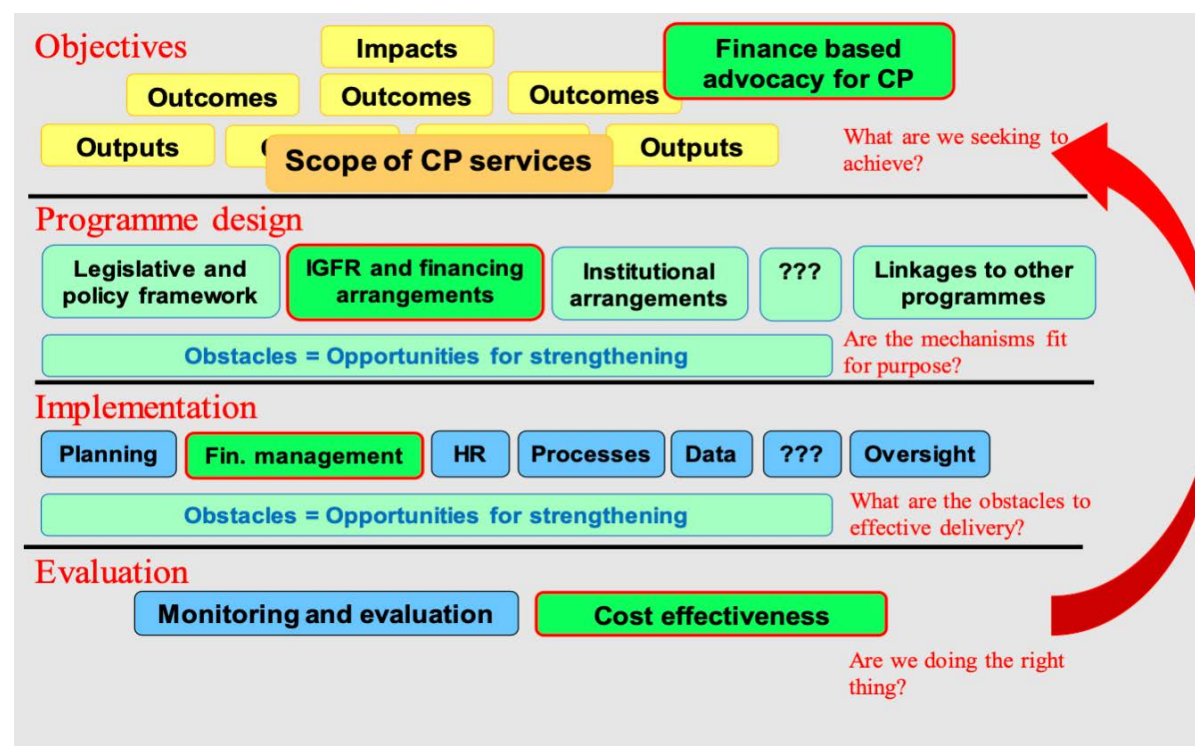 Objectives
Impacts
Finance based
advocacy for CP
Outcomes
Outcomes
Outcomes
Outputs
Scope of CP services
Outputs
What are we seeking to
achieve?
Programme design
Legislative and
policy framework
IGFR and financing
arrangements
Institutional
arrangements
???
Linkages to other
programmes
Obstacles = Opportunities for strengthening
Are the mechanisms fit
for purpose?
Implementation
Planning
Fin. management
HR
Processes
Data
???
Oversight
Obstacles = Opportunities for strengthening
What are the obstacles to
effective delivery?
Evaluation
Monitoring and evaluation
Cost effectiveness
Are we doing the right
thing?